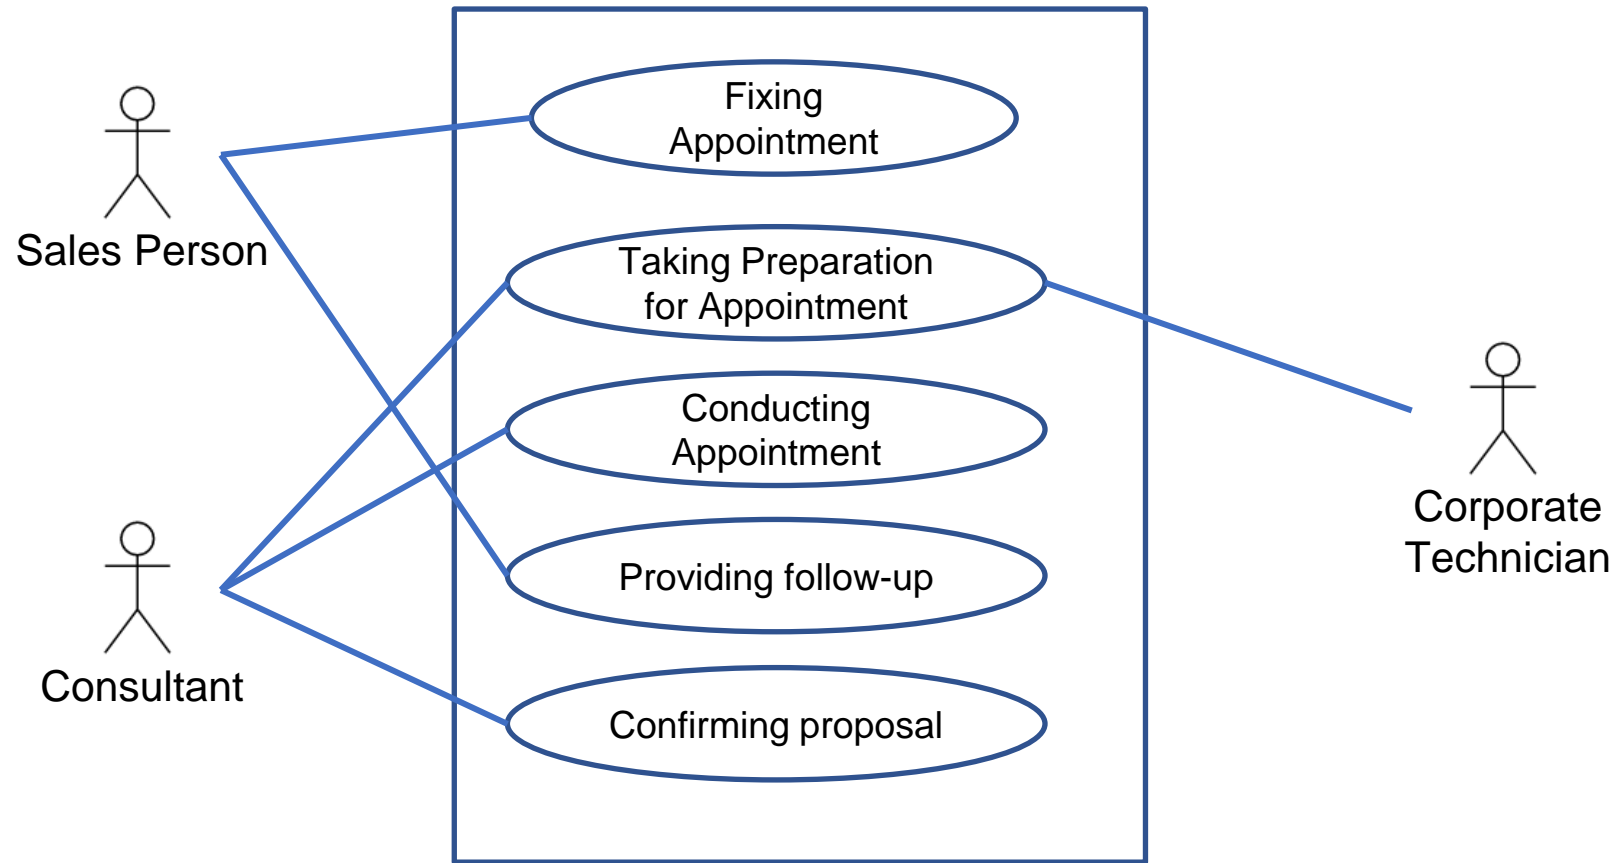 Fixing
Appointment
Sales Person
Taking Preparation
for Appointment
Conducting
Appointment
Corporate
Technician
Providing follow-up
Consultant
Confirming proposal